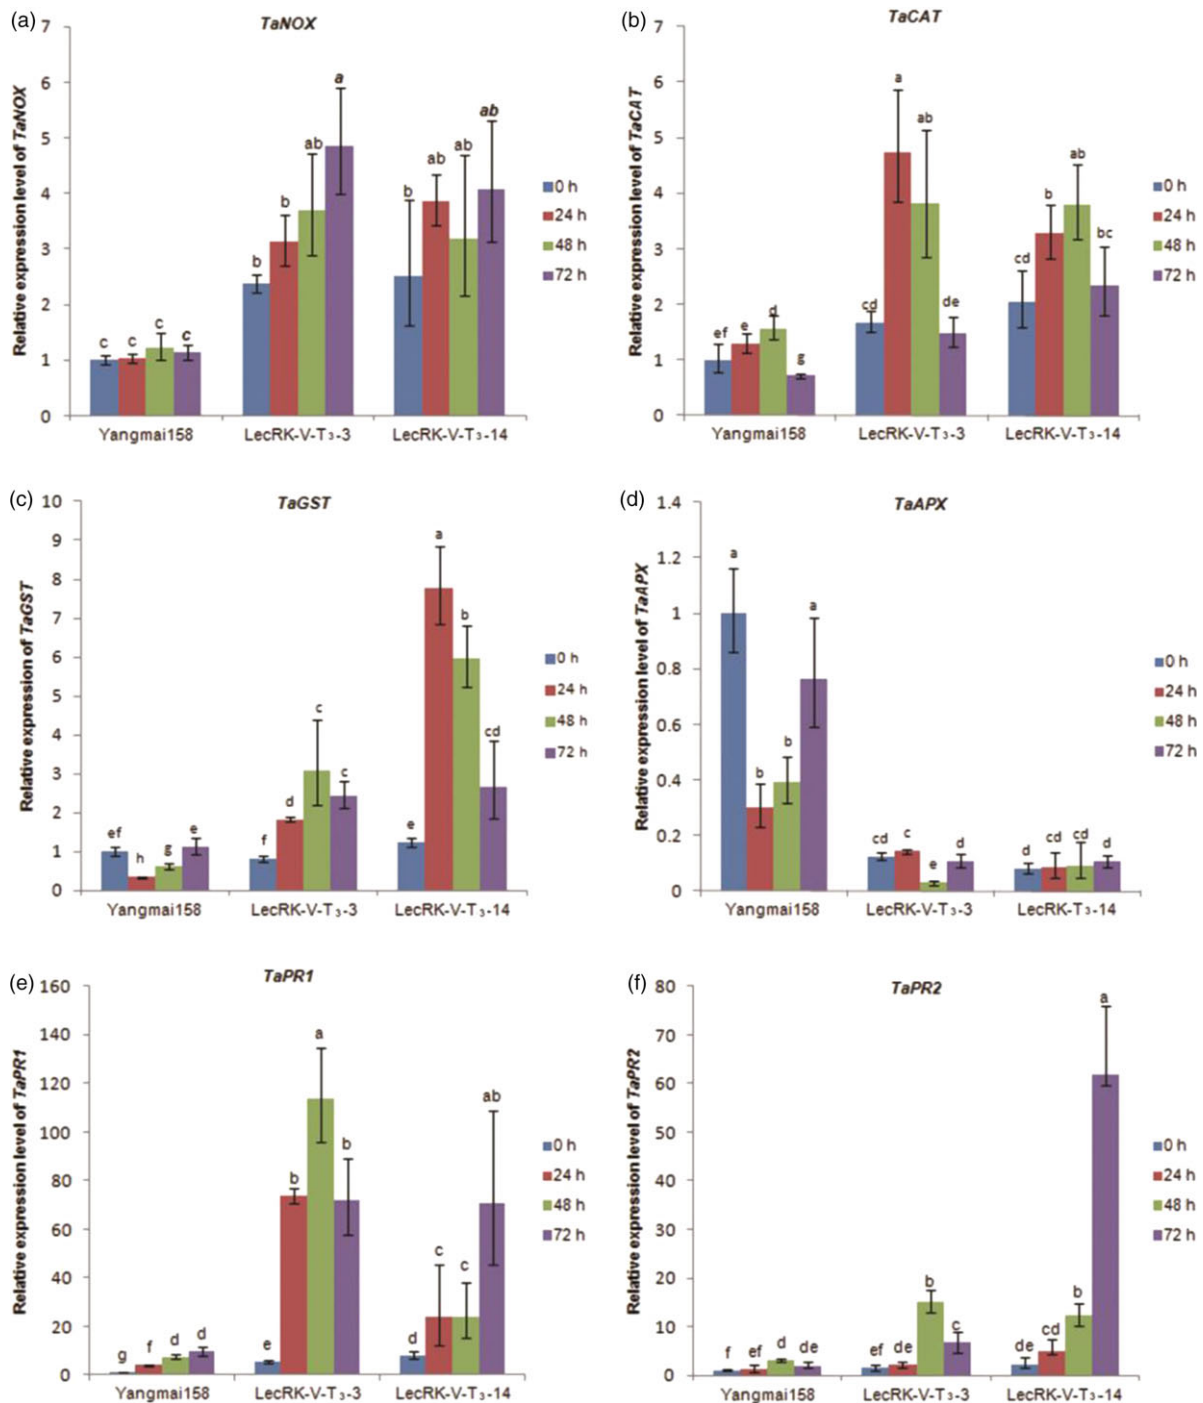 (a)
TaNOX
Relative expression level of TaNOX
7
6
5
4
3
2
1
0
c c c c
b b ab a
b ab ab ab
Yangmai158 LecRK-V-T3-3 LecRK-V-T3-14
0 h
24 h
48 h
72 h
(b)
TaCAT
Relative expression level of TaCAT
7
6
5
4
3
2
1
0
ef e d g
cd a ab de
cd b ab bc
Yangmai158 LecRK-V-T3-3 LecRK-V-T3-14
0 h
24 h
48 h
72 h
(c)
TaGST
Relative expression of TaGST
10
9
8
7
6
5
4
3
2
1
0
ef h g e
f d c c
e a b cd
Yangmai158 LecRK-V-T3-3 LecRK-V-T3-14
0 h
24 h
48 h
72 h
(d)
TaAPX
Relative expression level of TaAPX
1.4
1.2
1
0.8
0.6
0.4
0.2
0
a b b a
cd c e d
d cd cd d
Yangmai158 LecRK-V-T3-3 LecRK-T3-14
0 h
24 h
48 h
72 h
(e)
TaPR1
Relative expression level of TaPR1
160
140
120
100
80
60
40
20
0
g f d d
e b a b
d c c ab
Yangmai158 LecRK-V-T3-3 LecRK-V-T3-14
0 h
24 h
48 h
72 h
(f)
TaPR2
Relative expression level of TaPR2
80
70
60
50
40
30
20
10
0
f ef d de
ef de b c
de cd b a
Yangmai158 LecRK-V-T3-3 LecRK-V-T3-14
0 h
24 h
48 h
72 h